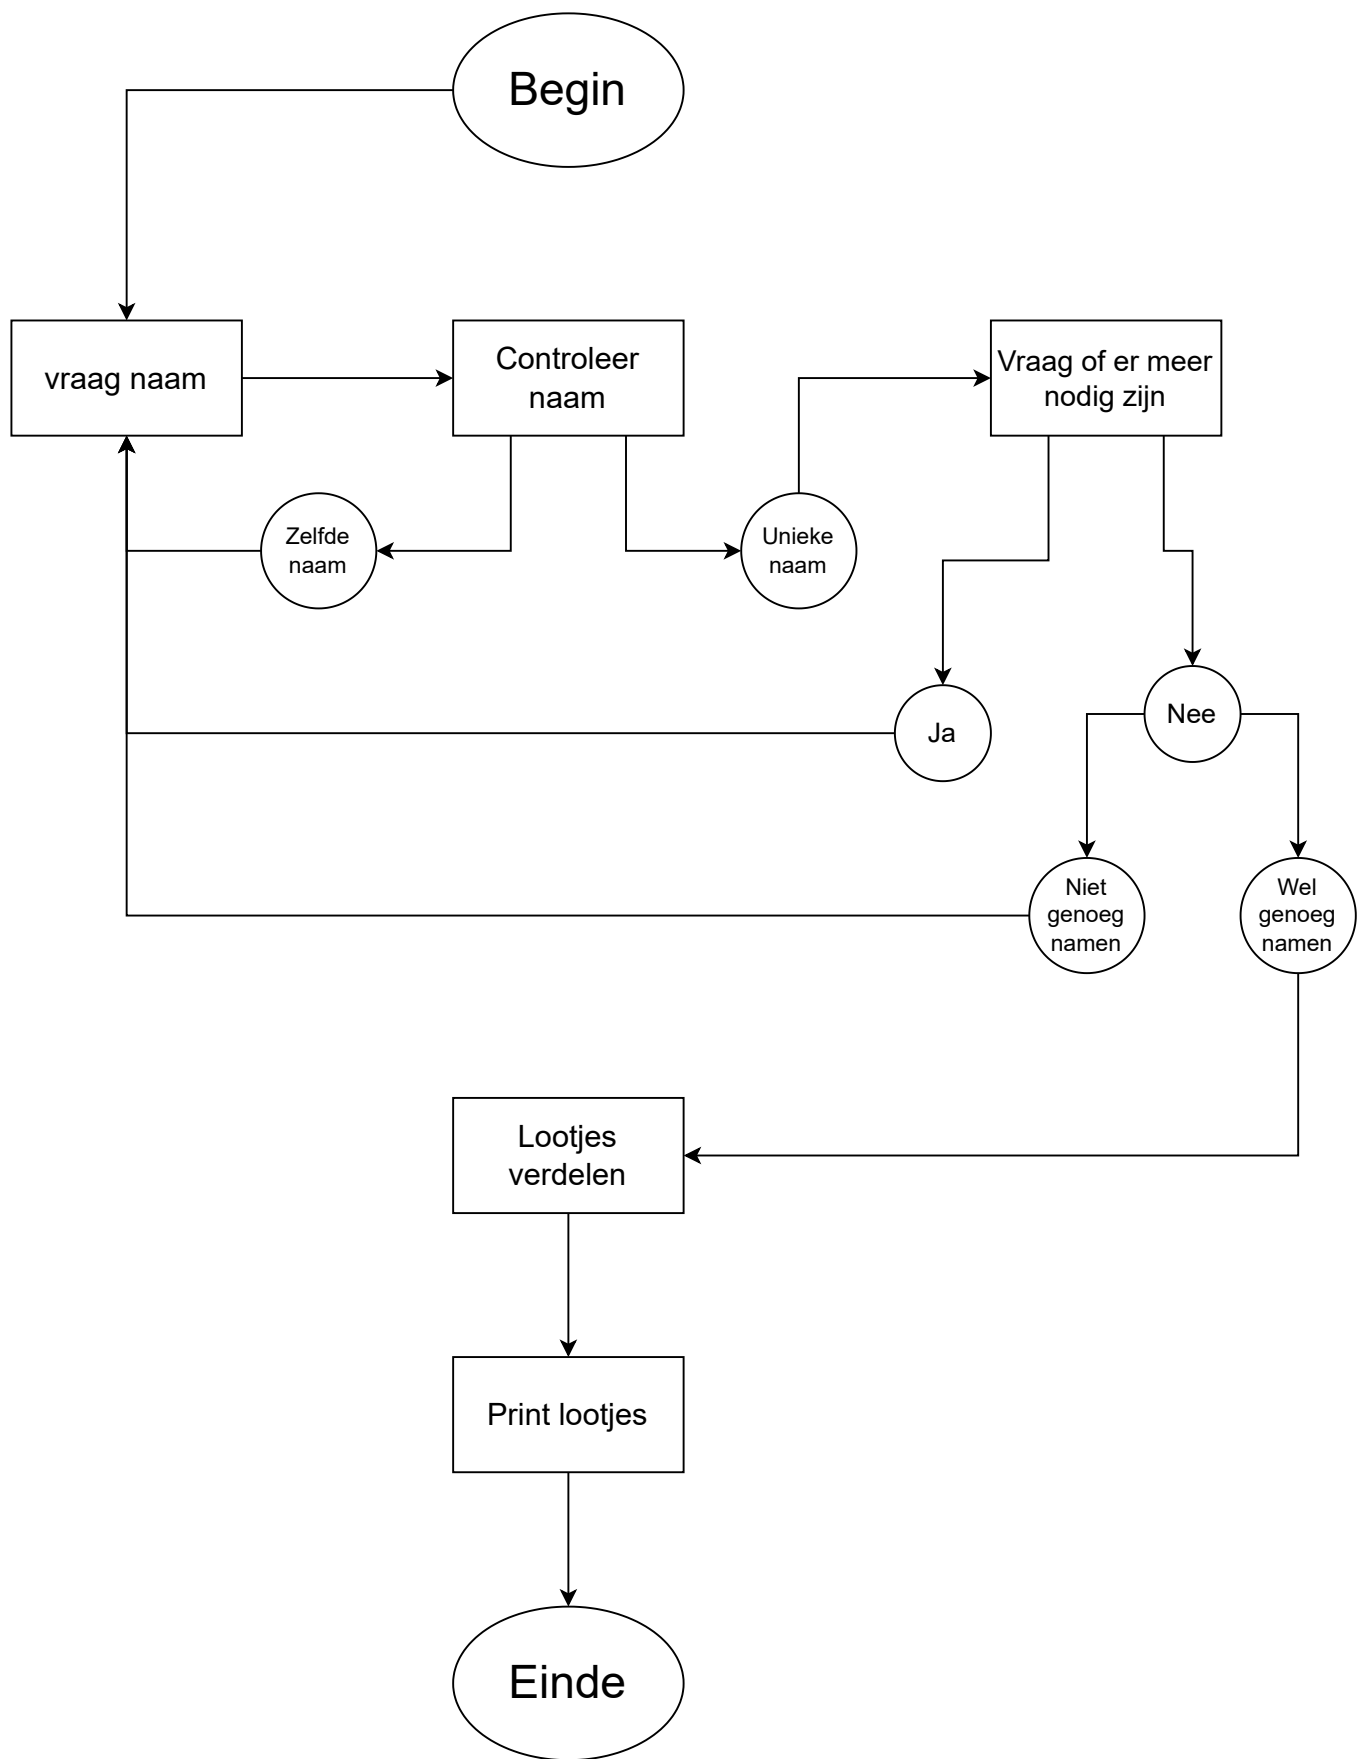 Begin
vraag naam
Controleer
naam
Vraag of er meer
nodig zijn
Zelfde
naam
Unieke
naam
Ja
Nee
Niet
genoeg
namen
Wel
genoeg
namen
Lootjes
verdelen
Print lootjes
Einde